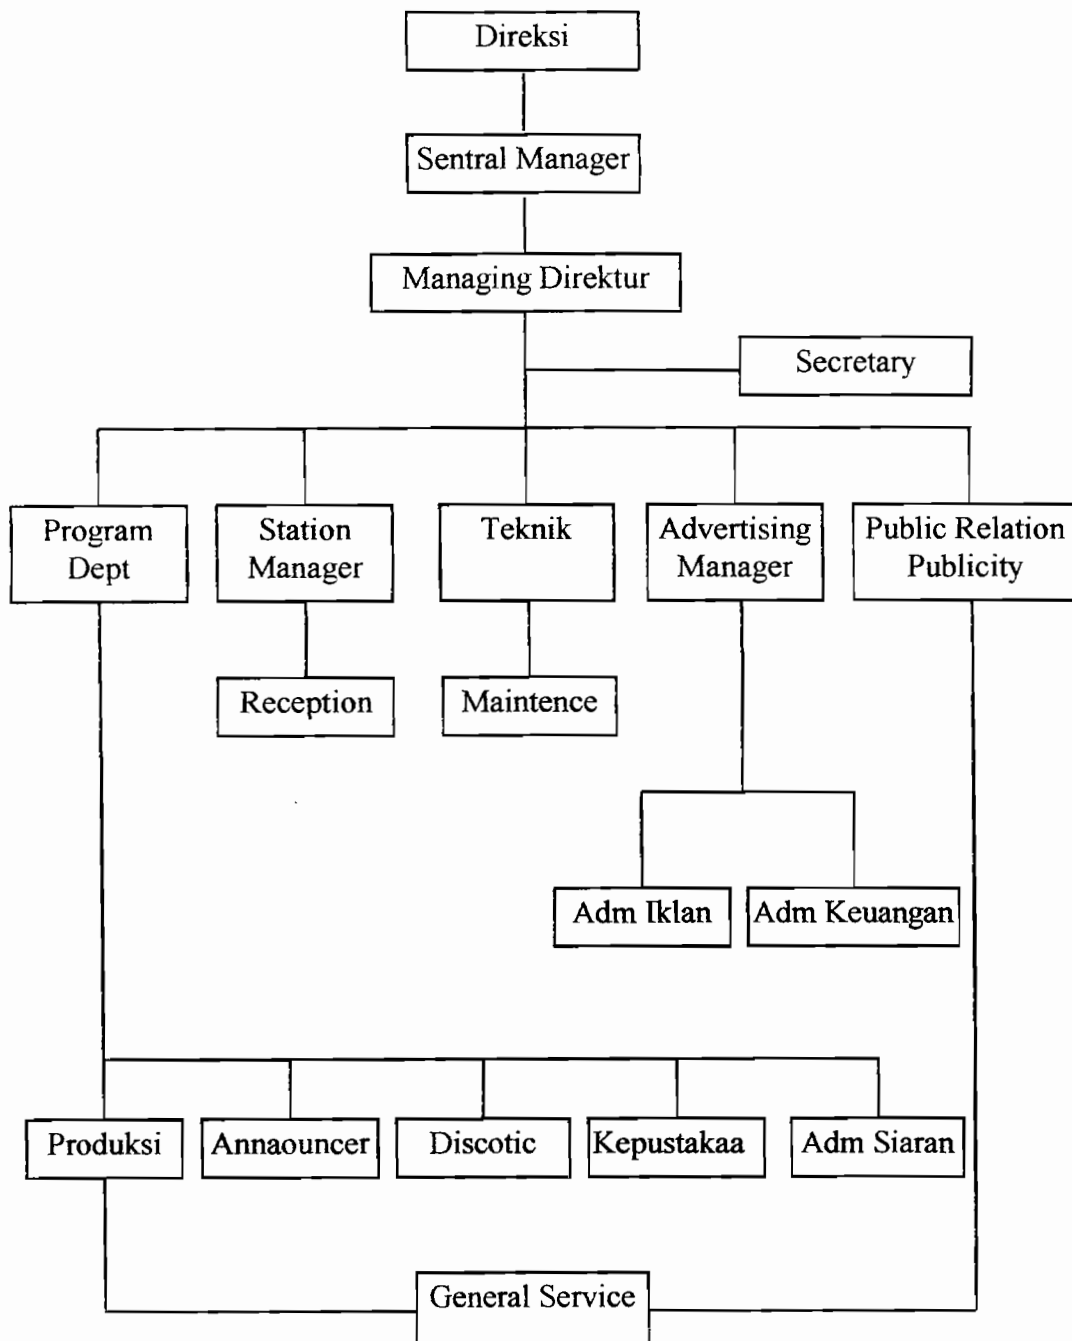 Direksi
Sentral Manager
Managing Direktur
Secretary
Program
Dept
Station
Manager
Teknik
Advertising
Manager
Public Relation
Publicity
Reception
Maintence
Adm Iklan
Adm Keuangan
Produksi
Annaouncer
Discotic
Kepustakaa
Adm Siaran
General Service